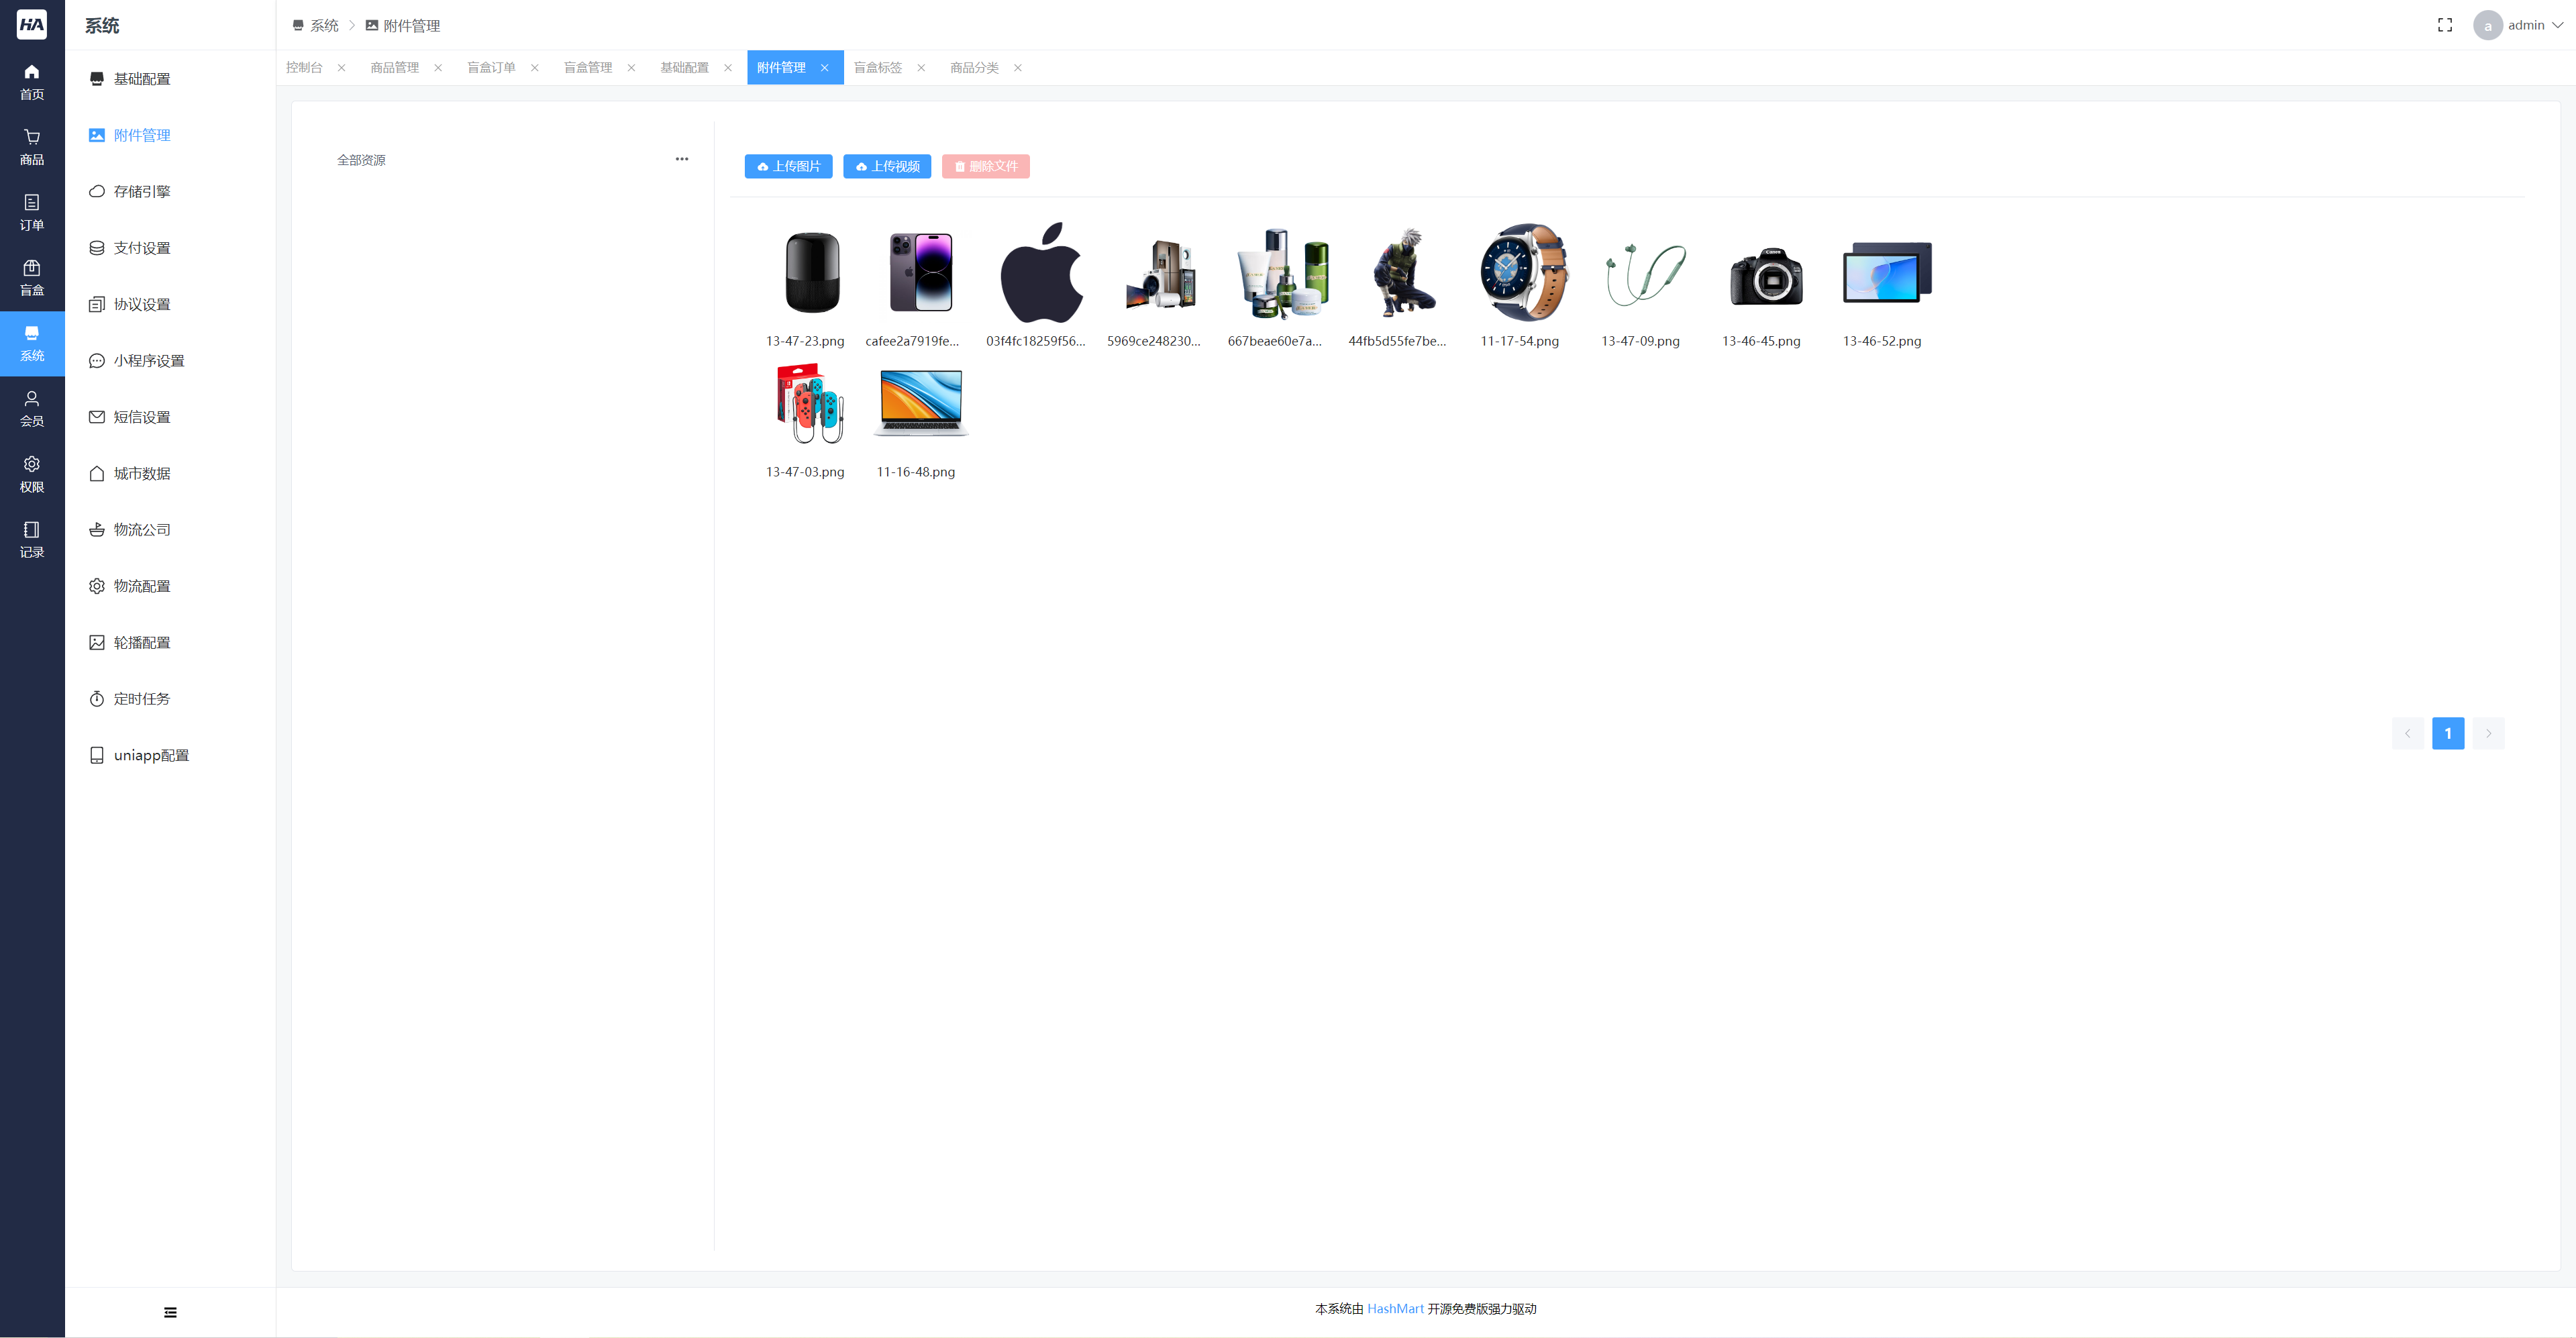 HA
首页
商品
订单
盲盒
系统
会员
权限
记录
系统
基础配置
附件管理
存储引擎
支付设置
协议设置
小程序设置
短信设置
城市数据
物流公司
物流配置
轮播配置
定时任务
uniapp配置
系统 附件管理
a admin
控制台 商品管理 盲盒订单 盲盒管理 基础配置 附件管理 盲盒标签 商品分类
全部资源
上传图片 上传视频 删除文件
Canon
13-47-23.png cafee2a7919fe... 03f4fc18259f56... 5969ce248230... 667beae60e7a... 44fb5d55fe7be... 11-17-54.png 13-47-09.png 13-46-45.png 13-46-52.png
13-47-03.png 11-16-48.png
1
本系统由 HashMart 开源免费版强力驱动